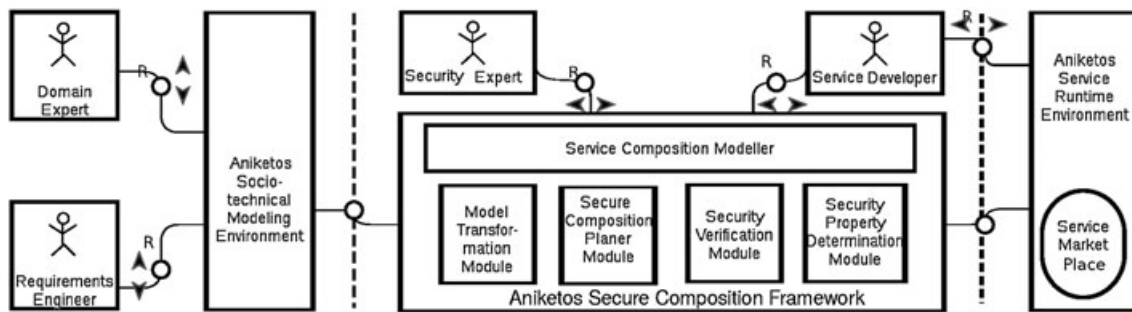 R
Domain
Expert
R
Requirements
Engineer
Aniketos
Socio-
technical
Modeling
Environment
Security Expert
R
R
Service Developer
R
Service Composition Modeller
Model
Transfor-
mation
Module
Secure
Composition
Planer
Module
Security
Verification
Module
Security
Property
Determination
Module
Aniketos Secure Composition Framework
Aniketos
Service
Runtime
Environment
Service
Market
Place